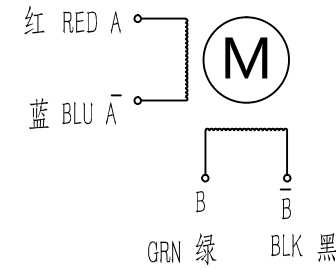 红 RED A
M
蓝 BLU A̅
B B̅
GRN 绿 BLK 黑